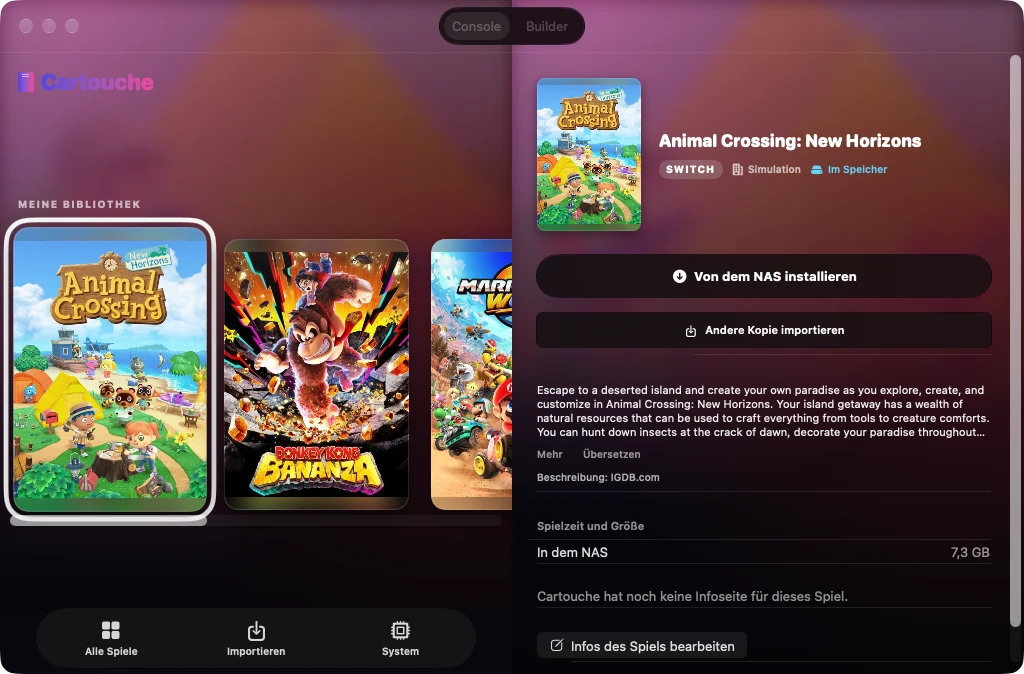 Console
Builder
Cartouche
MEINE BIBLIOTHEK
New Horizons
Animal Crossing
DONKEY KONG
BANANZA
Alle Spiele
Importieren
System
Animal Crossing
Animal Crossing: New Horizons
SWITCH
Simulation
Im Speicher
Von dem NAS installieren
Andere Kopie importieren
Escape to a deserted island and create your own paradise as you explore, create, and
customize in Animal Crossing: New Horizons. Your island getaway has a wealth of
natural resources that can be used to craft everything from tools to creature comforts.
You can hunt down insects at the crack of dawn, decorate your paradise throughout...
Mehr
Übersetzen
Beschreibung: IGDB.com
Spielzeit und Größe
In dem NAS
7,3 GB
Cartouche hat noch keine Infoseite für dieses Spiel.
Infos des Spiels bearbeiten